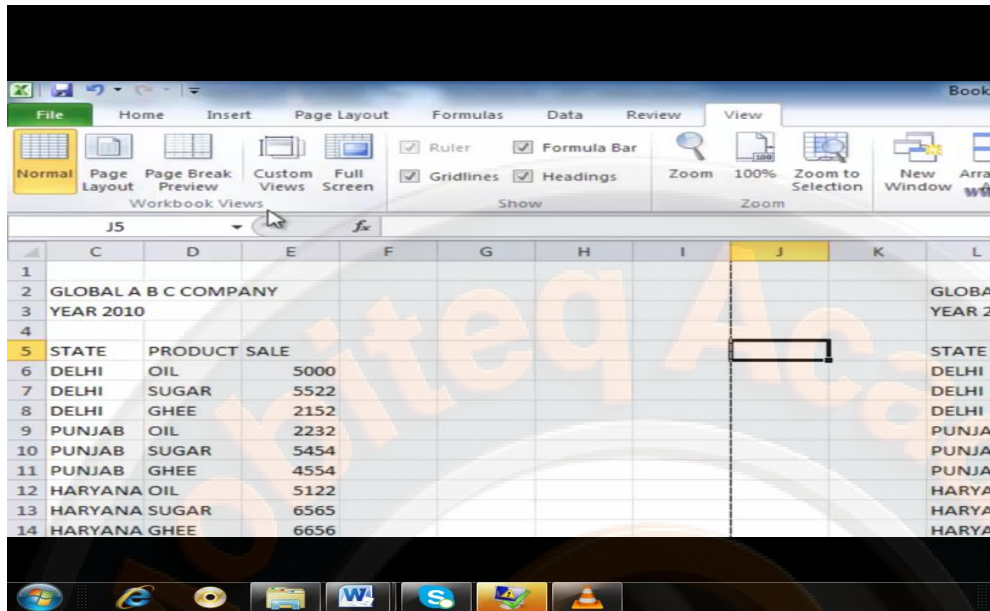 Book
File Home Insert Page Layout Formulas Data Review View
Normal Page Layout Page Break Preview Custom Views Full Screen Ruler Formula Bar Gridlines Headings Zoom 100% Zoom to Selection New Window Arra
Workbook Views Show Zoom
J5 fx
C D E F G H I J K L
1
2 GLOBAL A B C COMPANY GLOBA
3 YEAR 2010 YEAR 2
4
5 STATE PRODUCT SALE STATE
6 DELHI OIL 5000 DELHI
7 DELHI SUGAR 5522 DELHI
8 DELHI GHEE 2152 DELHI
9 PUNJAB OIL 2232 PUNJA
10 PUNJAB SUGAR 5454 PUNJA
11 PUNJAB GHEE 4554 PUNJA
12 HARYANA OIL 5122 HARYA
13 HARYANA SUGAR 6565 HARYA
14 HARYANA GHEE 6656 HARYA
obiteq Aca